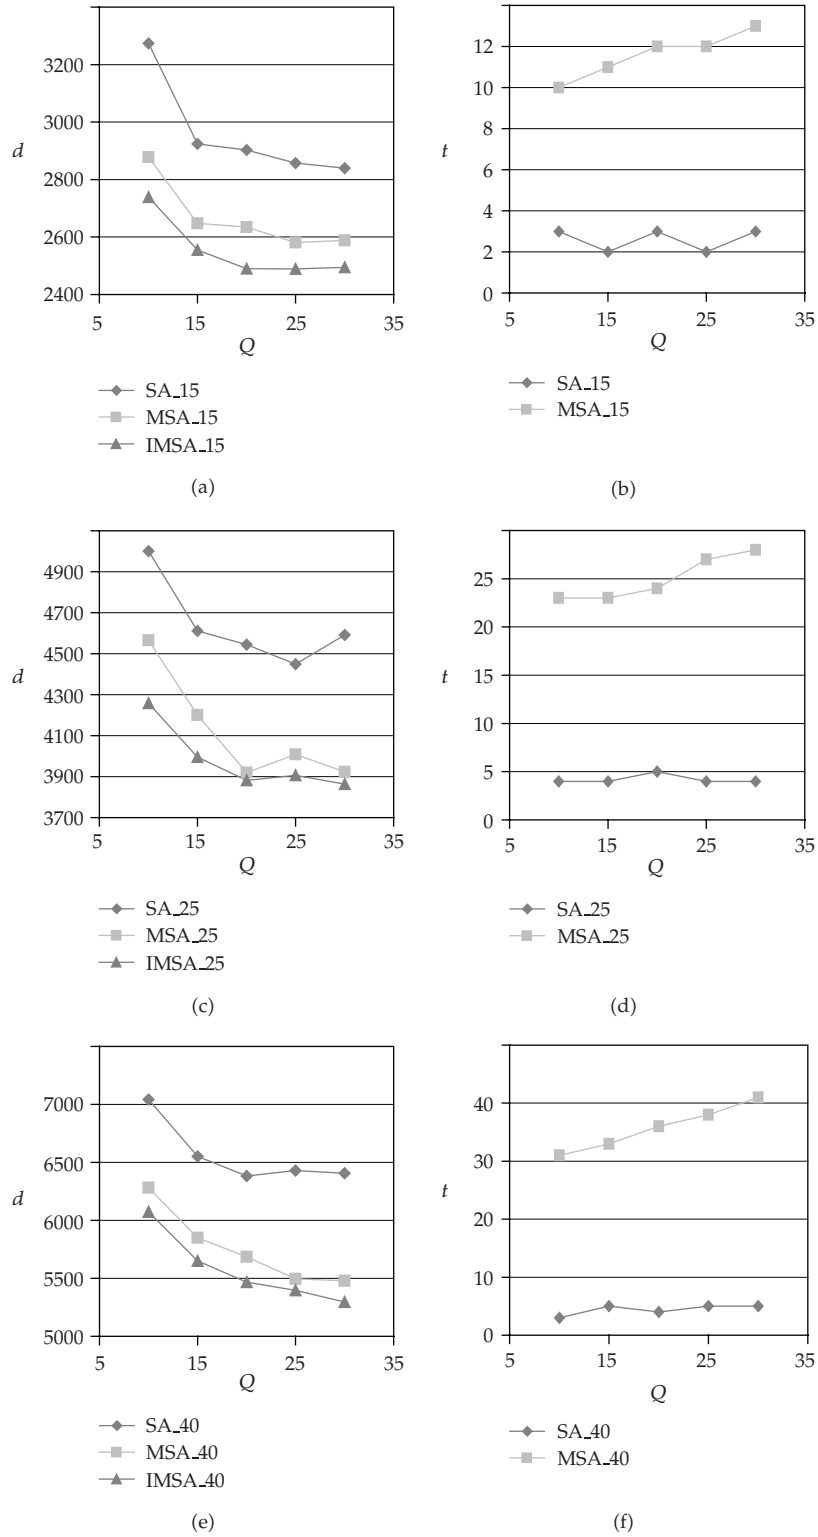 3200
3000
d
2800
2600
2400
5 15 25 35
Q
SA_15
MSA_15
IMSA_15
(a)
12
10
8
t
6
4
2
0
5 15 25 35
Q
SA_15
MSA_15
(b)
4900
4700
d
4500
4300
4100
3900
3700
5 15 25 35
Q
SA_25
MSA_25
IMSA_25
(c)
25
20
t
15
10
5
0
5 15 25 35
Q
SA_25
MSA_25
(d)
7000
6500
d
6000
5500
5000
5 15 25 35
Q
SA_40
MSA_40
IMSA_40
(e)
40
30
t
20
10
0
5 15 25 35
Q
SA_40
MSA_40
(f)